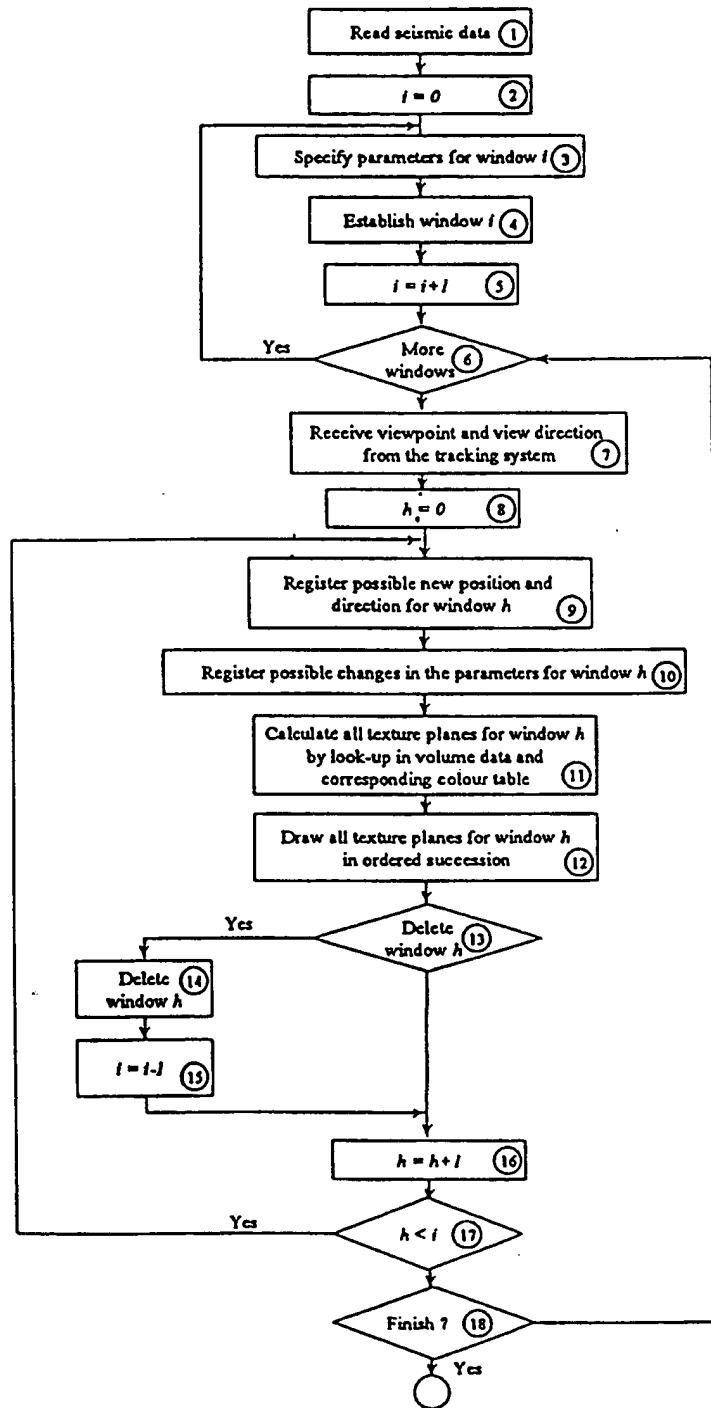 Read seismic data 1
i = 0 2
Specify parameters for window i 3
Establish window i 4
i = i+1 5
Yes
More 6
windows
Receive viewpoint and view direction
from the tracking system 7
h = 0 8
Register possible new position and
direction for window h 9
Register possible changes in the parameters for window h 10
Calculate all texture planes for window h
by look-up in volume data and
corresponding colour table 11
Draw all texture planes for window h
in ordered succession 12
Yes
Delete 13
window h
Delete 14
window h
i = i-1 15
h = h+1 16
Yes
h < i 17
Finish ? 18
Yes